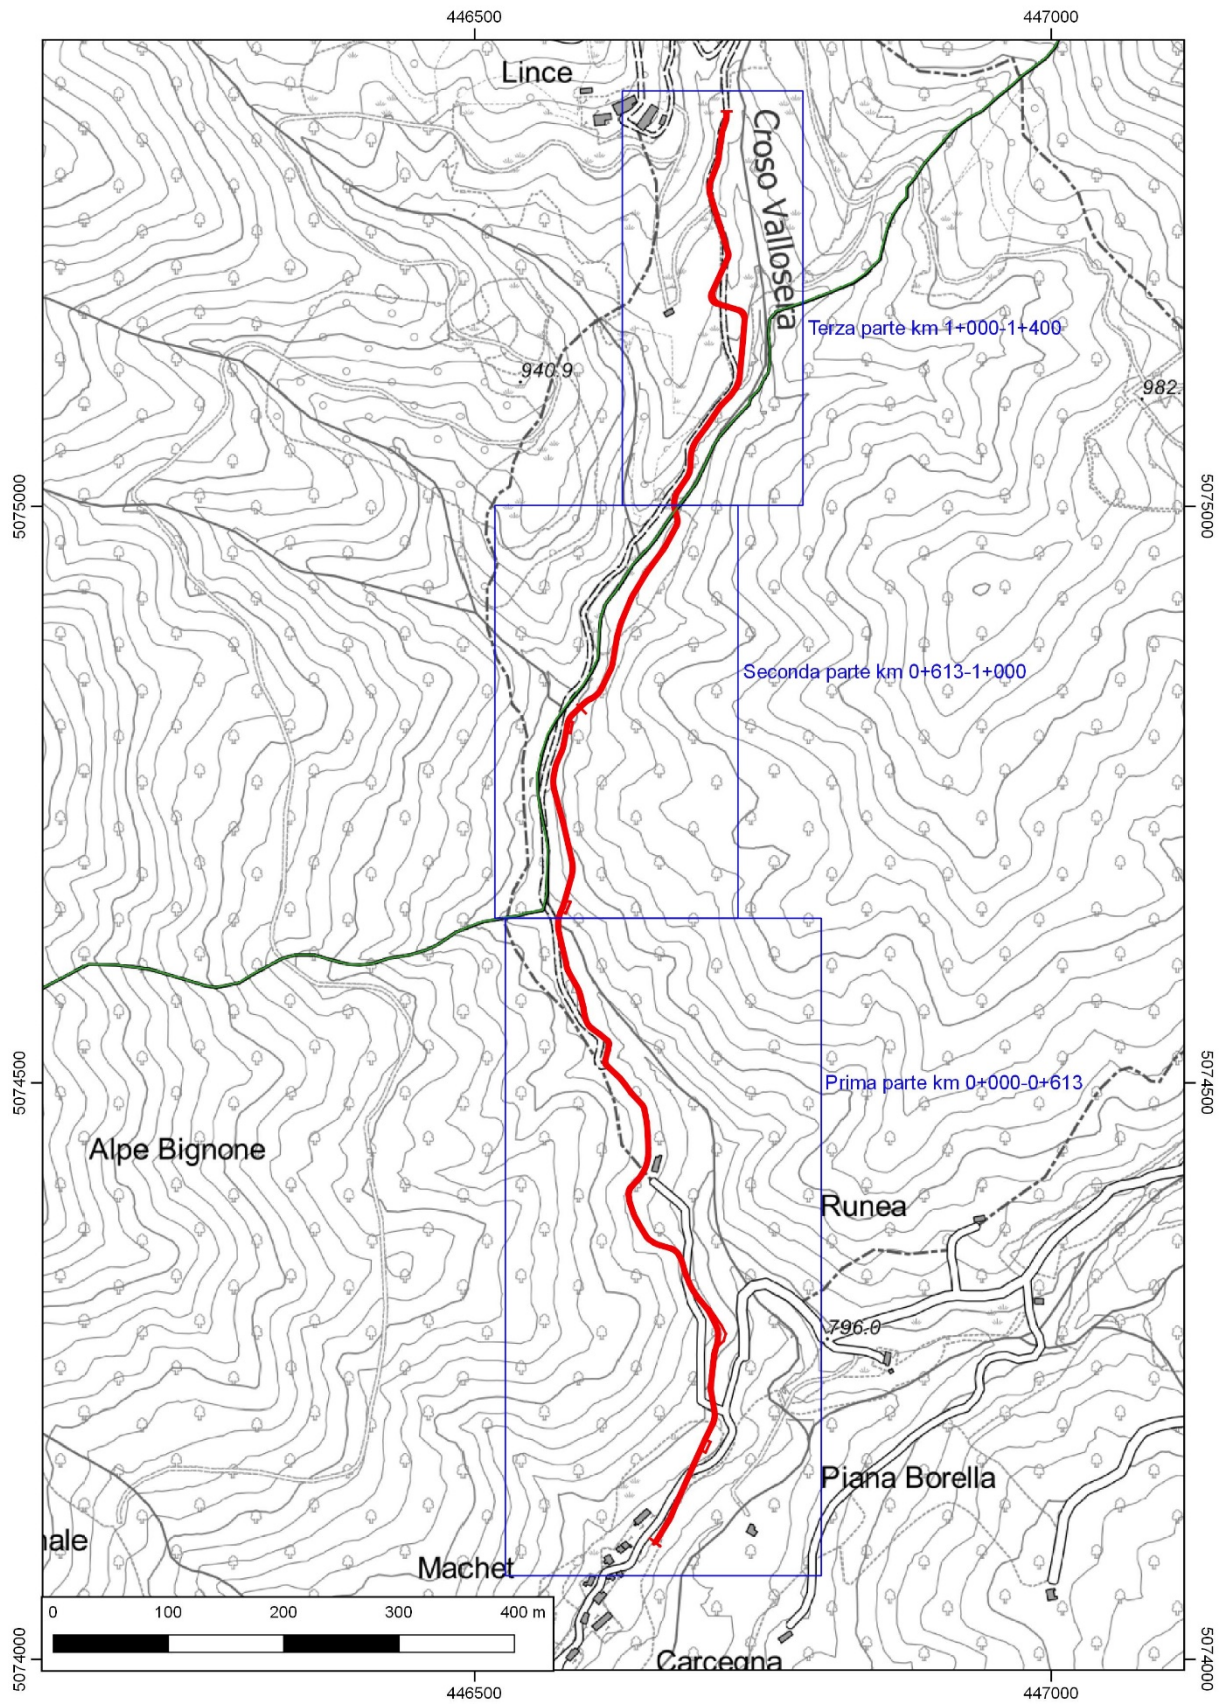 446500
447000
Lince
Croso Vallosera
Terza parte km 1+000-1+400
940.9
982.
5075000
5075000
Seconda parte km 0+613-1+000
5074500
5074500
Prima parte km 0+000-0+613
Alpe Bignone
Runea
796.0
Piana Borella
nale
Machet
0 100 200 300 400 m
Carcegna
5074000
5074000
446500
447000